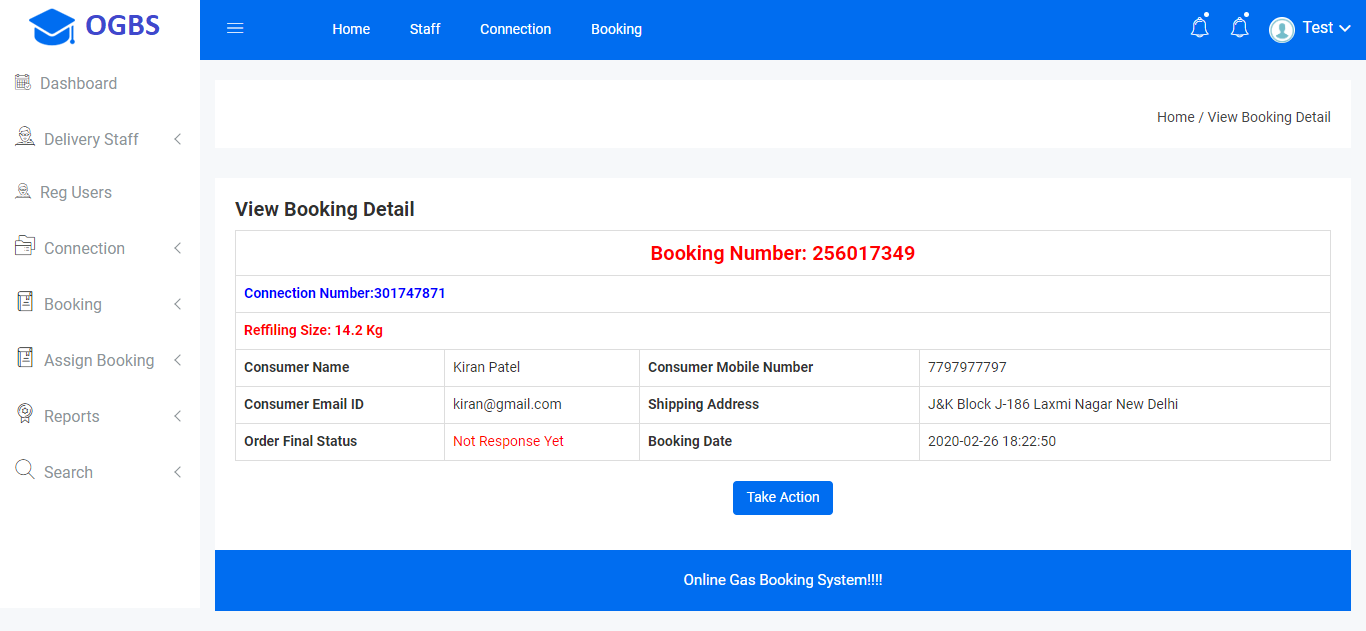 OGBS
Home Staff Connection Booking
Test
Dashboard
Delivery Staff
Reg Users
Connection
Booking
Assign Booking
Reports
Search
Home / View Booking Detail
View Booking Detail
Booking Number: 256017349
Connection Number:301747871
Reffiling Size: 14.2 Kg
Consumer Name Kiran Patel Consumer Mobile Number 7797977797
Consumer Email ID kiran@gmail.com Shipping Address J&K Block J-186 Laxmi Nagar New Delhi
Order Final Status Not Response Yet Booking Date 2020-02-26 18:22:50
Take Action
Online Gas Booking System!!!!